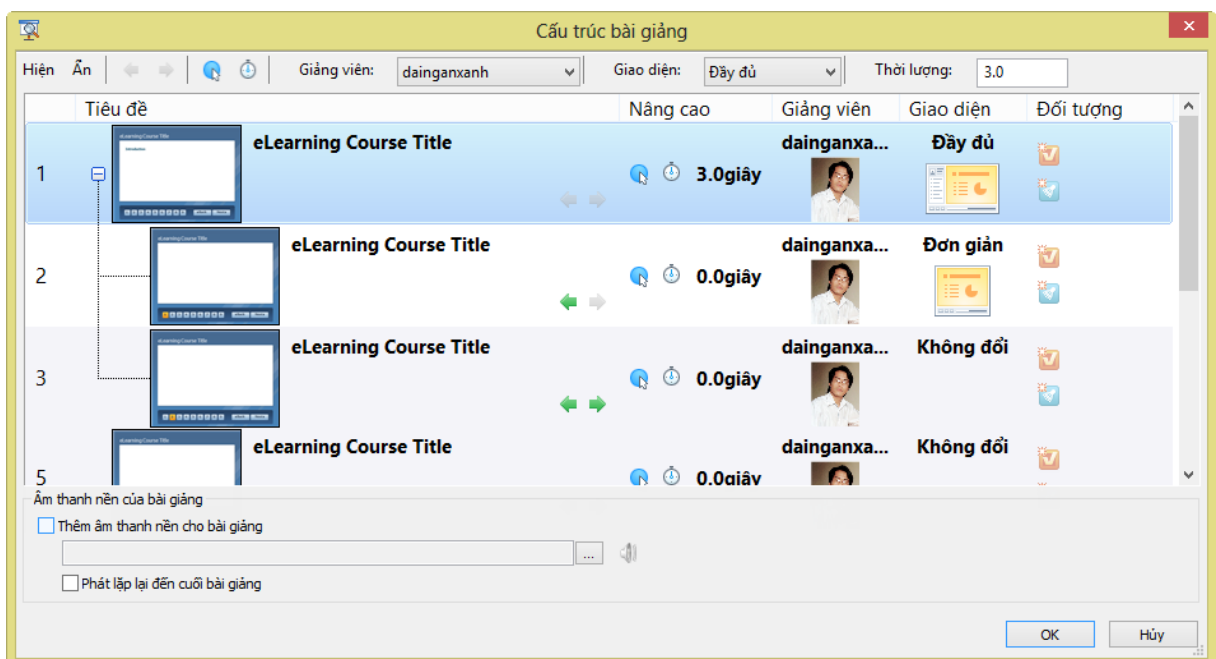 Cấu trúc bài giảng
Hiện Ẩn Giảng viên: dainganxanh Giao diện: Đầy đủ Thời lượng: 3.0
Tiêu đề Nâng cao Giảng viên Giao diện Đối tượng
1 eLearning Course Title 3.0giây dainganxa... Đầy đủ
2 eLearning Course Title 0.0giây dainganxa... Đơn giản
3 eLearning Course Title 0.0giây dainganxa... Không đổi
5 eLearning Course Title 0.0giây dainganxa... Không đổi
Âm thanh nền của bài giảng
Thêm âm thanh nền cho bài giảng
...
Phát lặp lại đến cuối bài giảng
OK Hủy